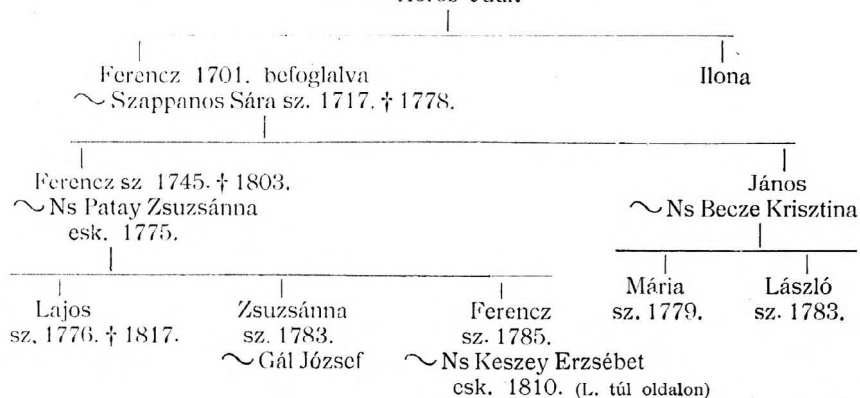 Ferencz 1701. befoglalva
Ilona
~ Szappanos Sára sz. 1717. † 1778.
Ferencz sz 1745. † 1803.
~ Ns Patay Zsuzsánna
esk. 1775.
János
~ Ns Becze Krisztina
Lajos
sz. 1776. † 1817.
Zsuzsánna
sz. 1783.
~ Gál József
Ferencz
sz. 1785.
~ Ns Keszey Erzsébet
esk. 1810. (L. túl oldalon)
Mária
sz. 1779.
László
sz. 1783.